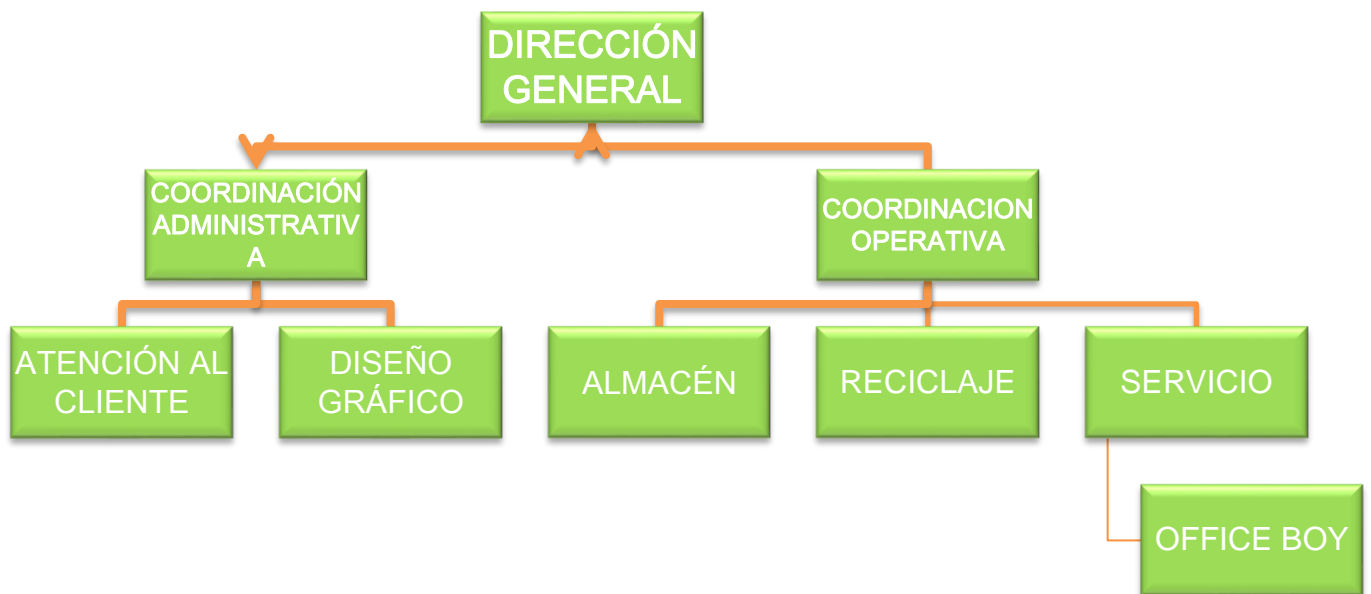 DIRECCIÓN
GENERAL
COORDINACIÓN
ADMINISTRATIV
A
COORDINACION
OPERATIVA
ATENCIÓN AL
CLIENTE
DISEÑO
GRÁFICO
ALMACÉN
RECICLAJE
SERVICIO
OFFICE BOY